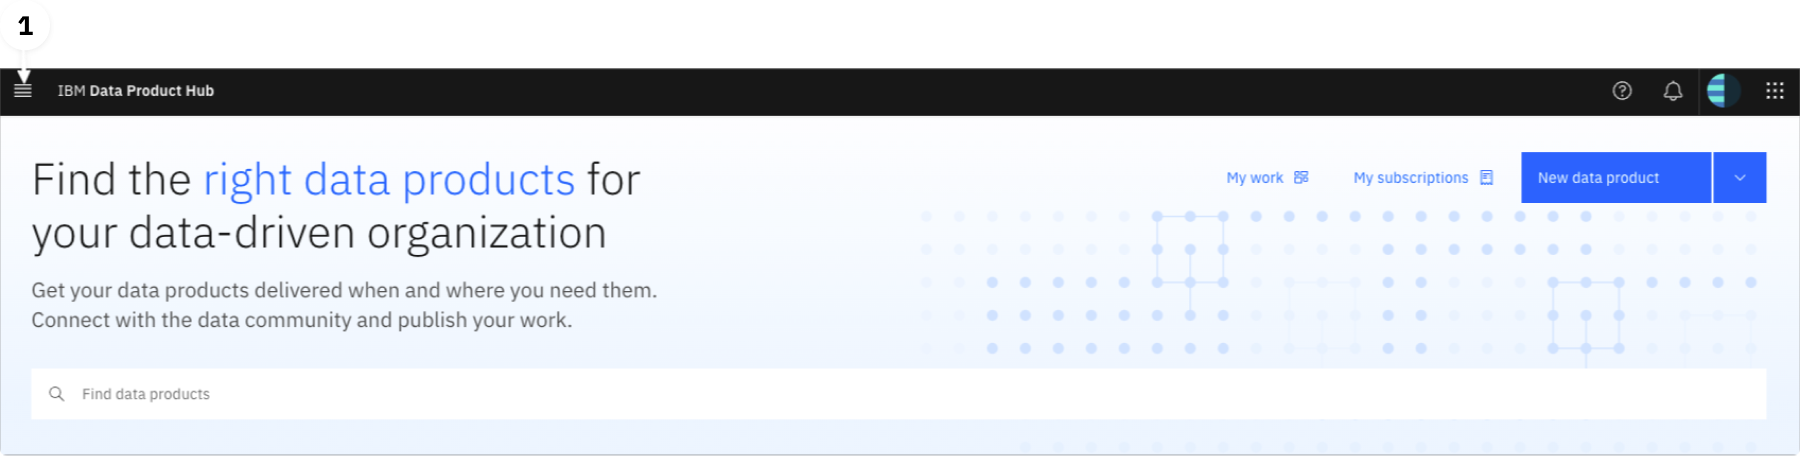 1
IBM Data Product Hub
Find the right data products for
your data-driven organization
My work
My subscriptions
New data product
Get your data products delivered when and where you need them.
Connect with the data community and publish your work.
Find data products